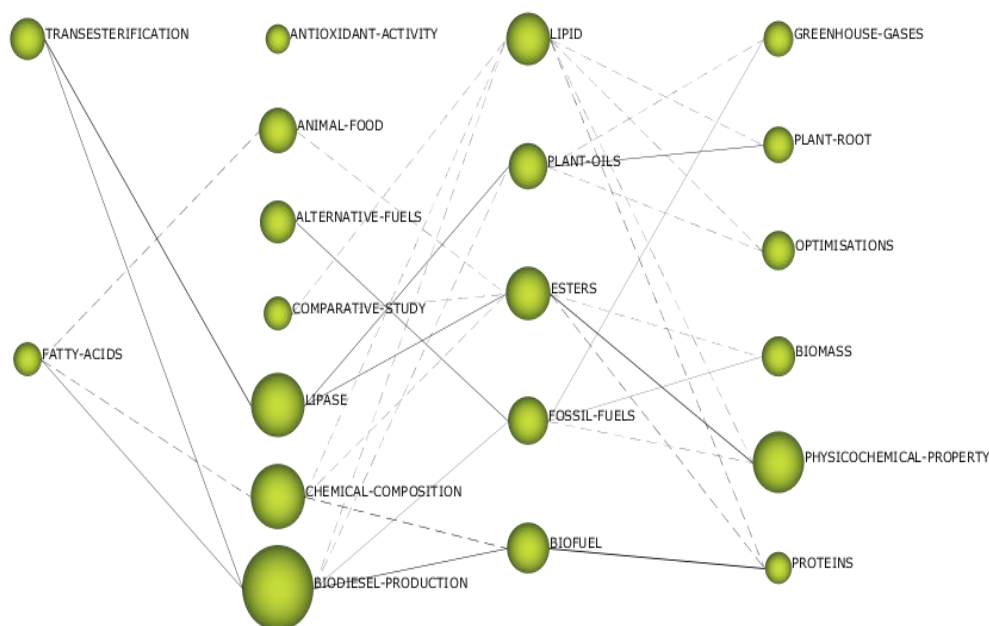 TRANSESTERIFICATION
FATTY-ACIDS
ANTIOXIDANT-ACTIVITY
ANIMAL-FOOD
ALTERNATIVE-FUELS
COMPARATIVE-STUDY
LIPASE
CHEMICAL-COMPOSITION
BIODIESEL-PRODUCTION
LIPID
PLANT-OILS
ESTERS
FOSSIL-FUELS
BIOFUEL
GREENHOUSE-GASES
PLANT-ROOT
OPTIMISATIONS
BIOMASS
PHYSICOCHEMICAL-PROPERTY
PROTEINS